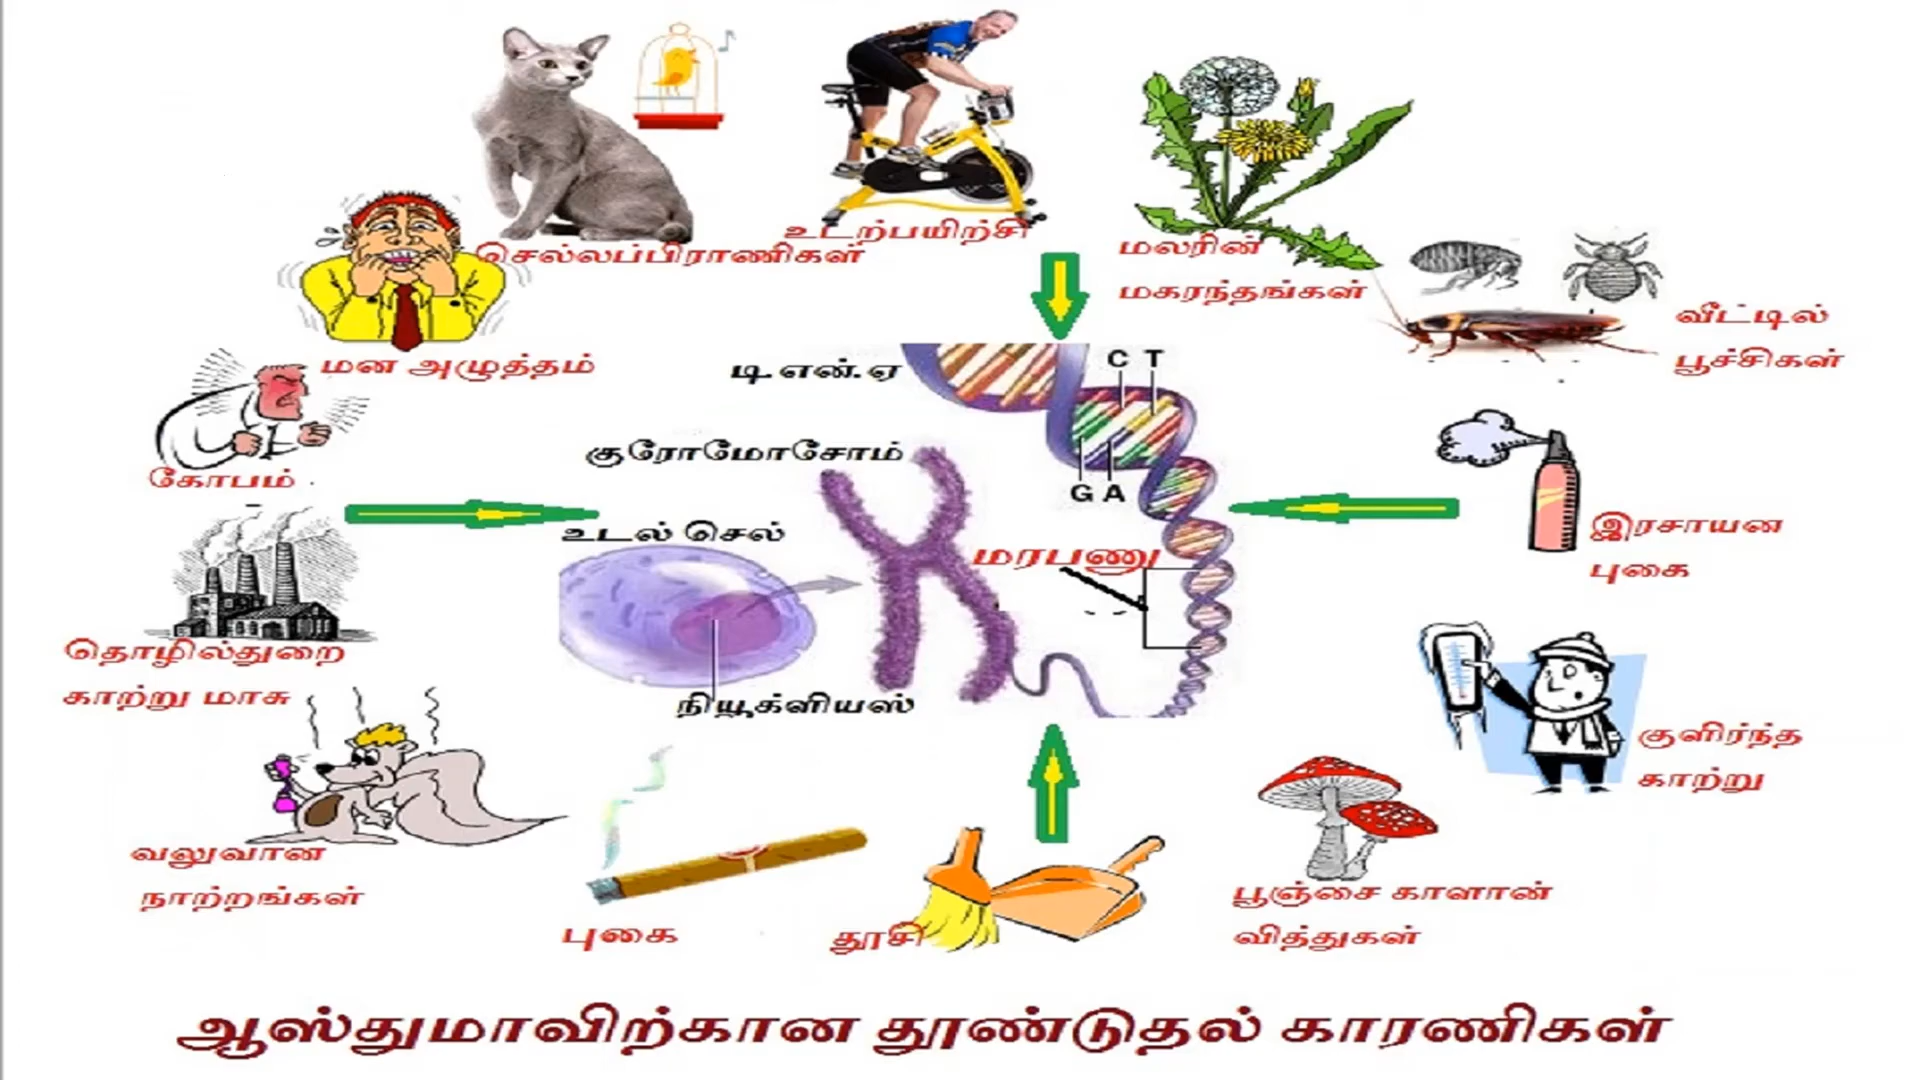 செல்லப்பிராணிகள்
உடற்பயிற்சி
மலரின்
மகரந்தங்கள்
வீட்டில்
பூச்சிகள்
மன அழுத்தம்
டி.என்.ஏ
C T
குரோமோசோம்
கோபம்
G A
உடல் செல்
மரபணு
இரசாயன
புகை
தொழில்துறை
காற்று மாசு
நியூக்ளியஸ்
குளிர்ந்த
காற்று
வலுவான
நாற்றங்கள்
புகை
தூசி
பூஞ்சை காளான்
வித்துகள்
ஆஸ்துமாவிற்கான தூண்டுதல் காரணிகள்